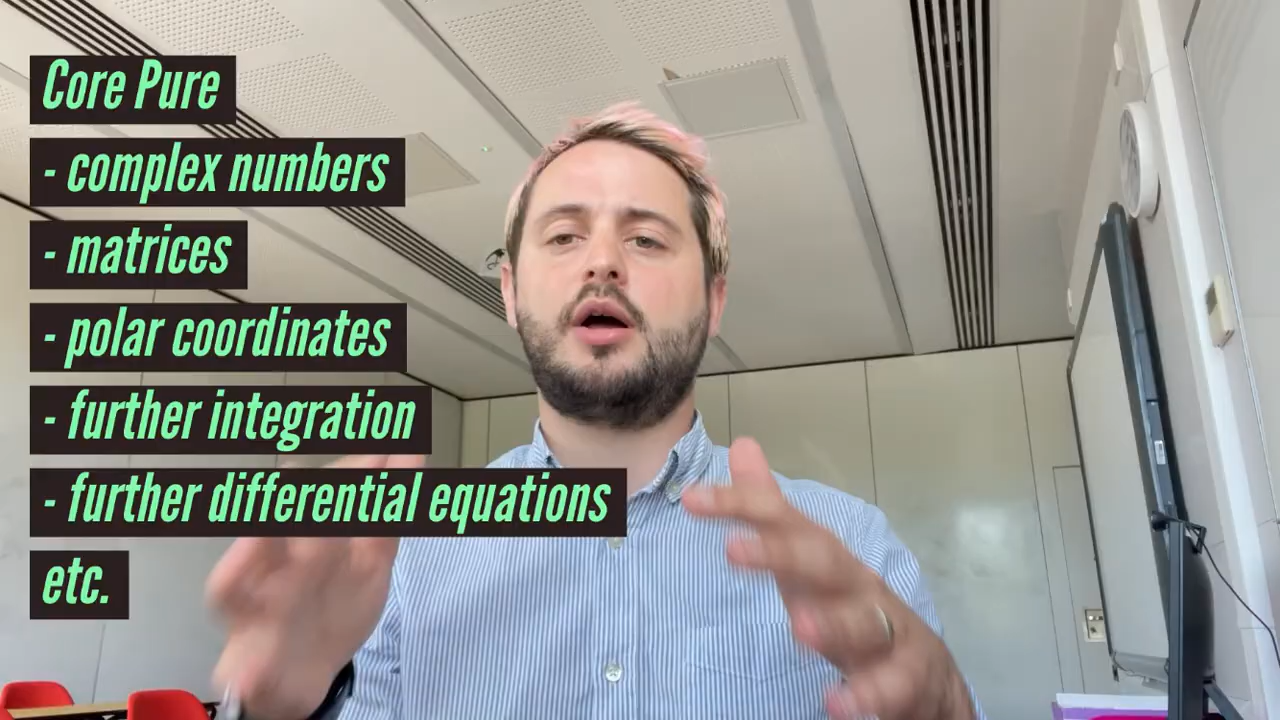 Core Pure
- complex numbers
- matrices
- polar coordinates
- further integration
- further differential equations
etc.